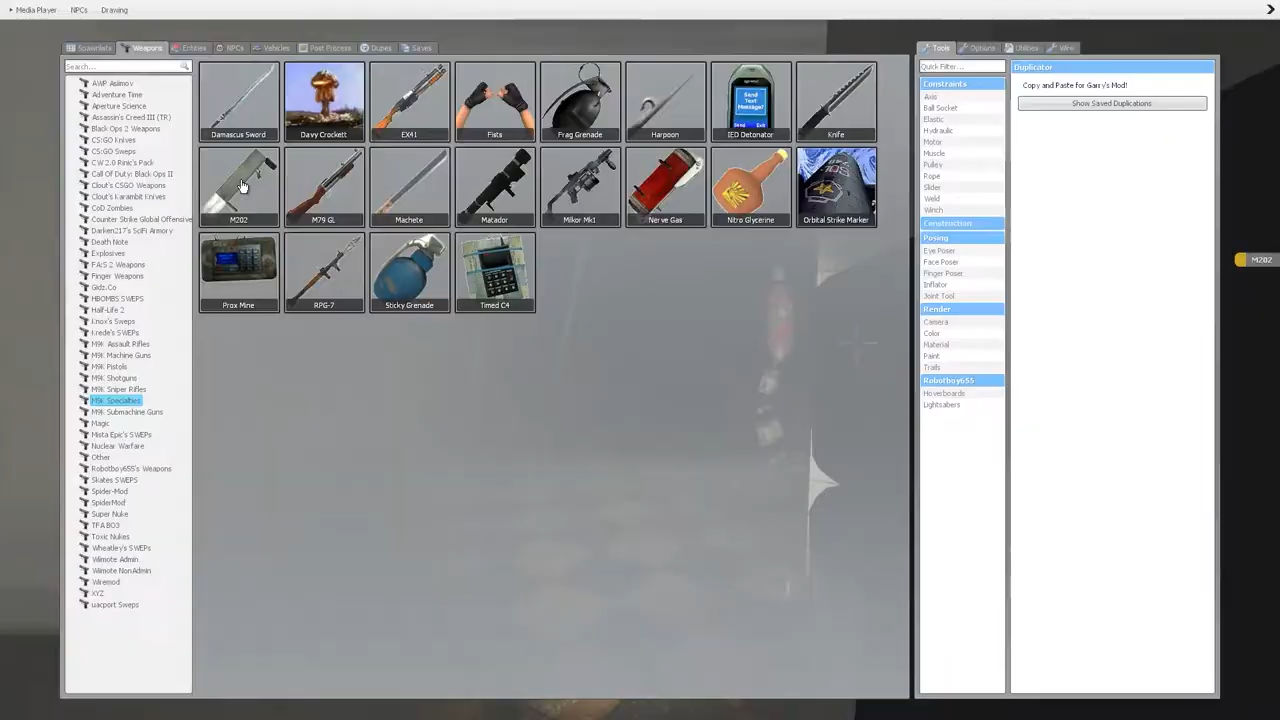 Media Player NPCs Drawing
Spawnlists Weapons Entities NPCs Vehicles Post Process Dupes Saves
Search...
AWP Asiimov
Adventure Time
Aperture Science
Assassin's Creed III (TR)
Black Ops 2 Weapons
CS:GO Knives
CS:GO Sweps
CW 2.0 Rinic's Pack
Call Of Duty: Black Ops II
Clout's CSGO Weapons
Clout's Karambit Knives
CoD Zombies
Counter Strike Global Offensive
Darken217's SciFi Armory
Death Note
Explosives
FA:S 2 Weapons
Finger Weapons
Gidz.Co
HBOMBS SWEPS
Half-Life 2
Knox's Sweps
Krede's SWEPs
M9K Assault Rifles
M9K Machine Guns
M9K Pistols
M9K Shotguns
M9K Sniper Rifles
M9K Specialties
M9K Submachine Guns
Magic
Mista Epic's SWEPs
Nuclear Warfare
Other
Robotboy655's Weapons
Skates SWEPS
Spider-Mod
SpiderMod
Super Nuke
TFA BO3
Toxic Nukes
Wheatley's SWEPs
Wiimote Admin
Wiimote NonAdmin
Wiremod
XYZ
uacport Sweps
Damascus Sword Davy Crockett EX41 Fists Frag Grenade Harpoon IED Detonator Knife
Send
Text
Message?
Send Exit
M202 M79 GL Machete Matador Milkor Mk1 Nerve Gas Nitro Glycerine Orbital Strike Marker
Prox Mine RPG-7 Sticky Grenade Timed C4
Tools Options Utilities Wire
Quick Filter...
Constraints
Axis
Ball Socket
Elastic
Hydraulic
Motor
Muscle
Pulley
Rope
Slider
Weld
Winch
Construction
Posing
Eye Poser
Face Poser
Finger Poser
Inflator
Joint Tool
Render
Camera
Color
Material
Paint
Trails
Robotboy655
Hoverboards
Lightsabers
Duplicator
Copy and Paste for Garry's Mod!
Show Saved Duplications
M202